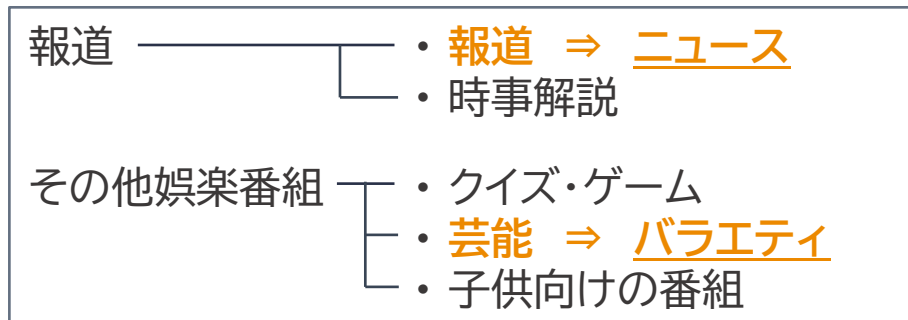 報道 ・報道 ⇒ ニュース
・時事解説
その他娯楽番組 ・クイズ・ゲーム
・芸能 ⇒ バラエティ
・子供向けの番組